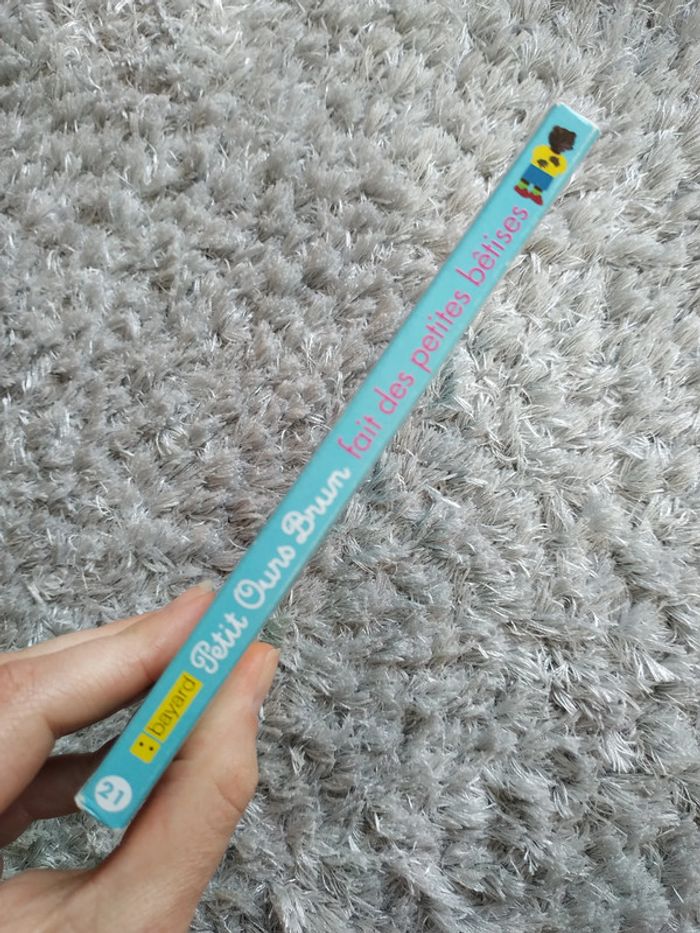 21
bayard
Petit Ours Brun fait des petites bêtises